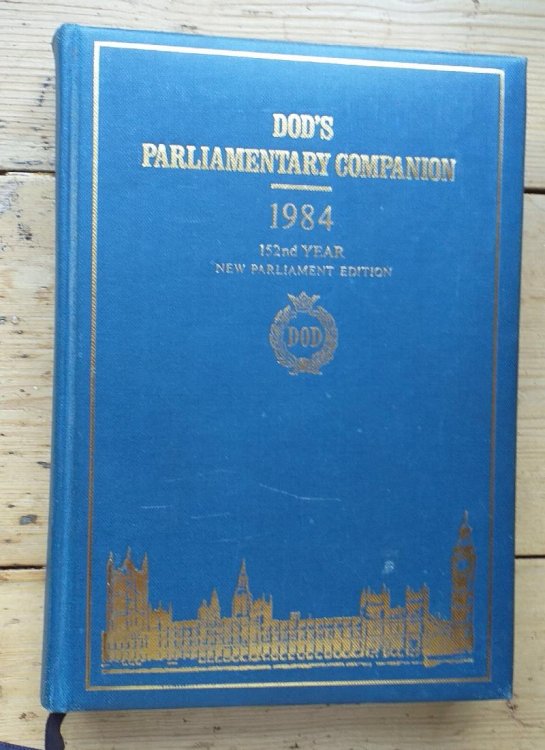 DOD'S
PARLIAMENTARY COMPANION
1984
152nd YEAR
NEW PARLIAMENT EDITION
DOD